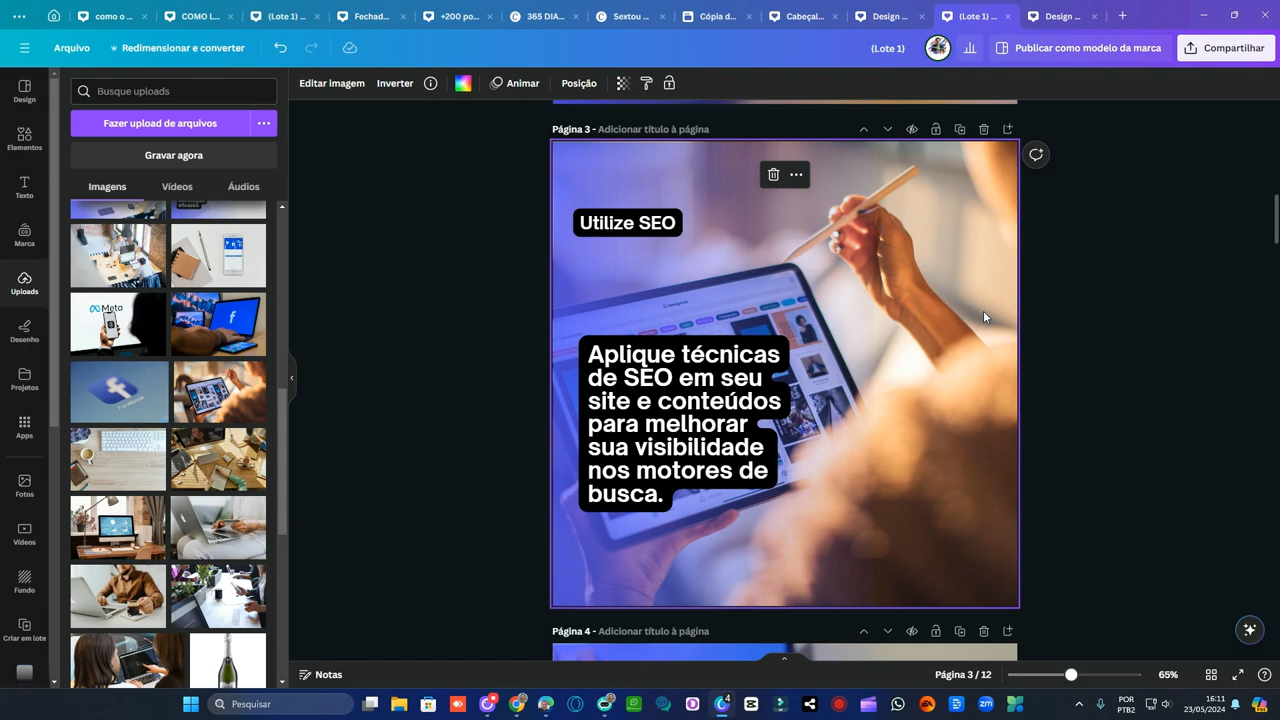 como o ...
COMO L...
(Lote 1) ...
Fechad...
+200 po...
365 DIA...
Sextou ...
Cópia d...
Cabeçal...
Design ...
(Lote 1) ...
Design ...
Arquivo
Redimensionar e converter
(Lote 1)
Publicar como modelo da marca
Compartilhar
Design
Elementos
Texto
Marca
Uploads
Desenho
Projetos
Apps
Fotos
Vídeos
Fundo
Criar em lote
Busque uploads
Fazer upload de arquivos
Gravar agora
Imagens
Vídeos
Áudios
Meta
Editar imagem
Inverter
Animar
Posição
Página 3 - Adicionar título à página
Utilize SEO
Aplique técnicas
de SEO em seu
site e conteúdos
para melhorar
sua visibilidade
nos motores de
busca.
Página 4 - Adicionar título à página
Notas
Página 3 / 12
65%
Pesquisar
4
POR
PTB2
16:11
23/05/2024